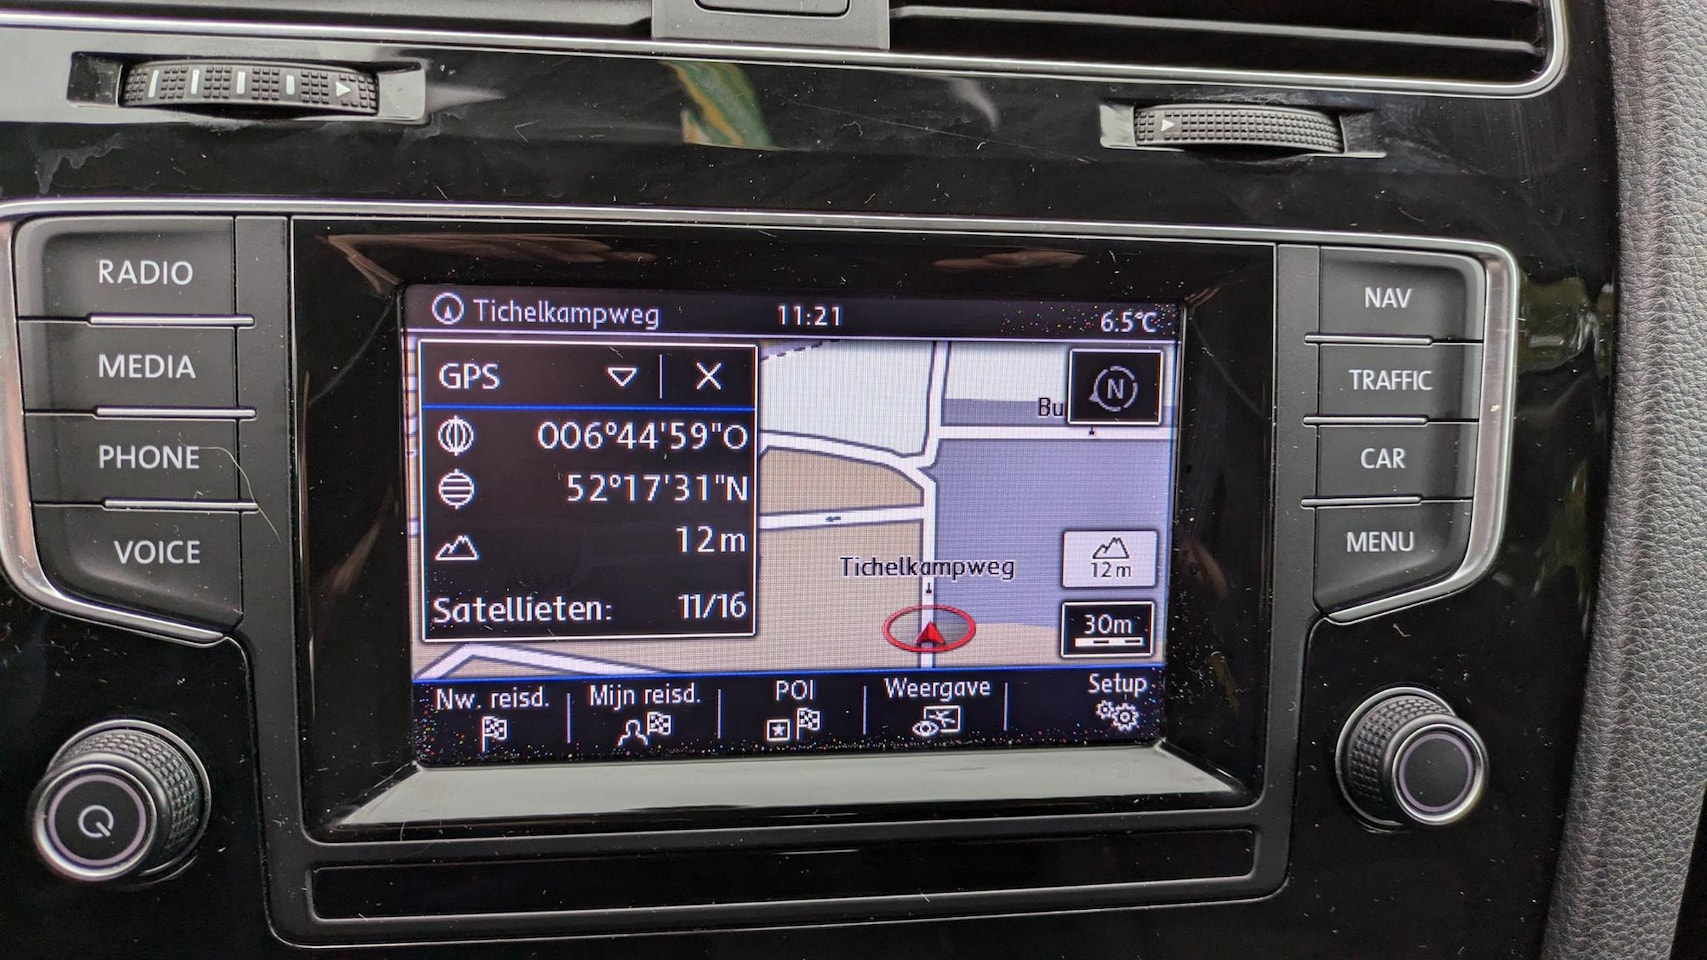 RADIO
MEDIA
PHONE
VOICE
Tichelkampweg 11:21 6.5°C
GPS
006°44'59"O
52°17'31"N
12m
Satellieten: 11/16
N
Bu
Tichelkampweg
12m
30m
Nw. reisd. Mijn reisd. POI Weergave Setup
NAV
TRAFFIC
CAR
MENU